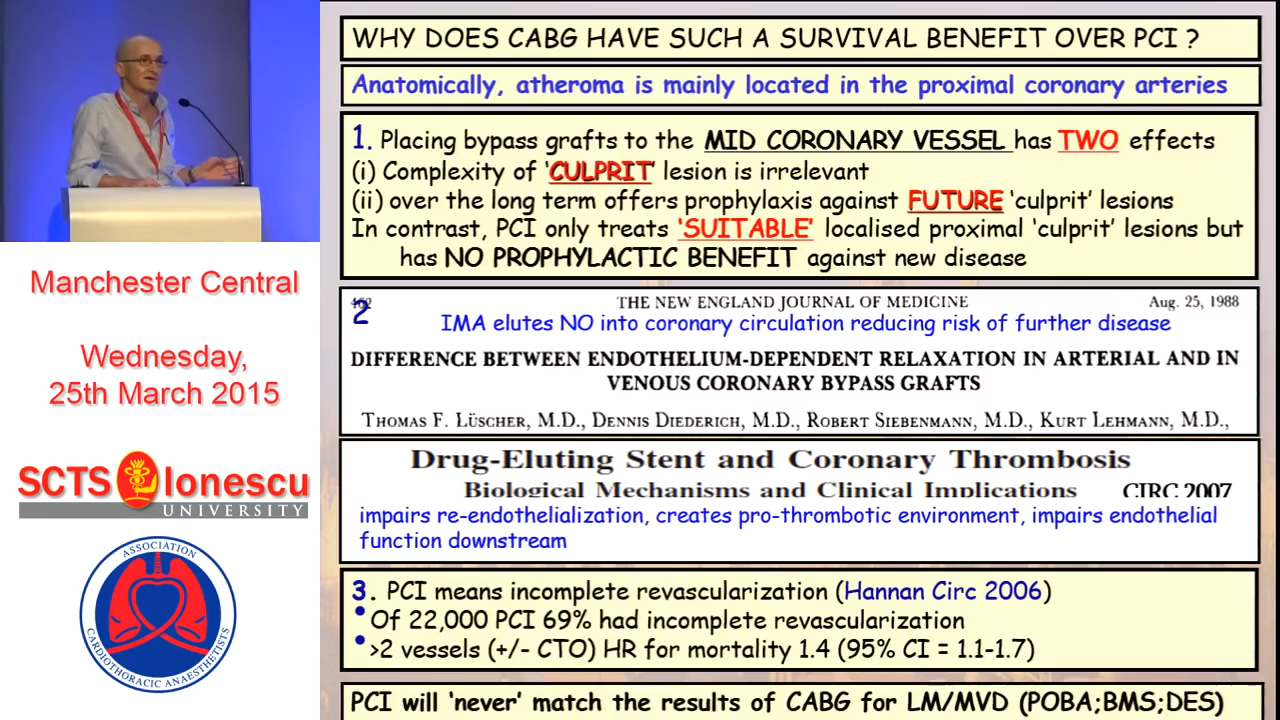 WHY DOES CABG HAVE SUCH A SURVIVAL BENEFIT OVER PCI ?
Anatomically, atheroma is mainly located in the proximal coronary arteries
1. Placing bypass grafts to the MID CORONARY VESSEL has TWO effects
(i) Complexity of 'CULPRIT' lesion is irrelevant
(ii) over the long term offers prophylaxis against FUTURE 'culprit' lesions
In contrast, PCI only treats 'SUITABLE' localised proximal 'culprit' lesions but
has NO PROPHYLACTIC BENEFIT against new disease
2
THE NEW ENGLAND JOURNAL OF MEDICINE Aug. 25, 1988
IMA elutes NO into coronary circulation reducing risk of further disease
DIFFERENCE BETWEEN ENDOTHELIUM-DEPENDENT RELAXATION IN ARTERIAL AND IN
VENOUS CORONARY BYPASS GRAFTS
THOMAS F. LÜSCHER, M.D., DENNIS DIEDERICH, M.D., ROBERT SIEBENMANN, M.D., KURT LEHMANN, M.D.,
Drug-Eluting Stent and Coronary Thrombosis
Biological Mechanisms and Clinical Implications CIRC 2007
impairs re-endothelialization, creates pro-thrombotic environment, impairs endothelial
function downstream
3. PCI means incomplete revascularization (Hannan Circ 2006)
• Of 22,000 PCI 69% had incomplete revascularization
• >2 vessels (+/- CTO) HR for mortality 1.4 (95% CI = 1.1-1.7)
PCI will 'never' match the results of CABG for LM/MVD (POBA;BMS;DES)
Manchester Central
Wednesday,
25th March 2015
SCTS Ionescu
UNIVERSITY
ASSOCIATION
CARDIOTHORACIC ANAESTHETISTS